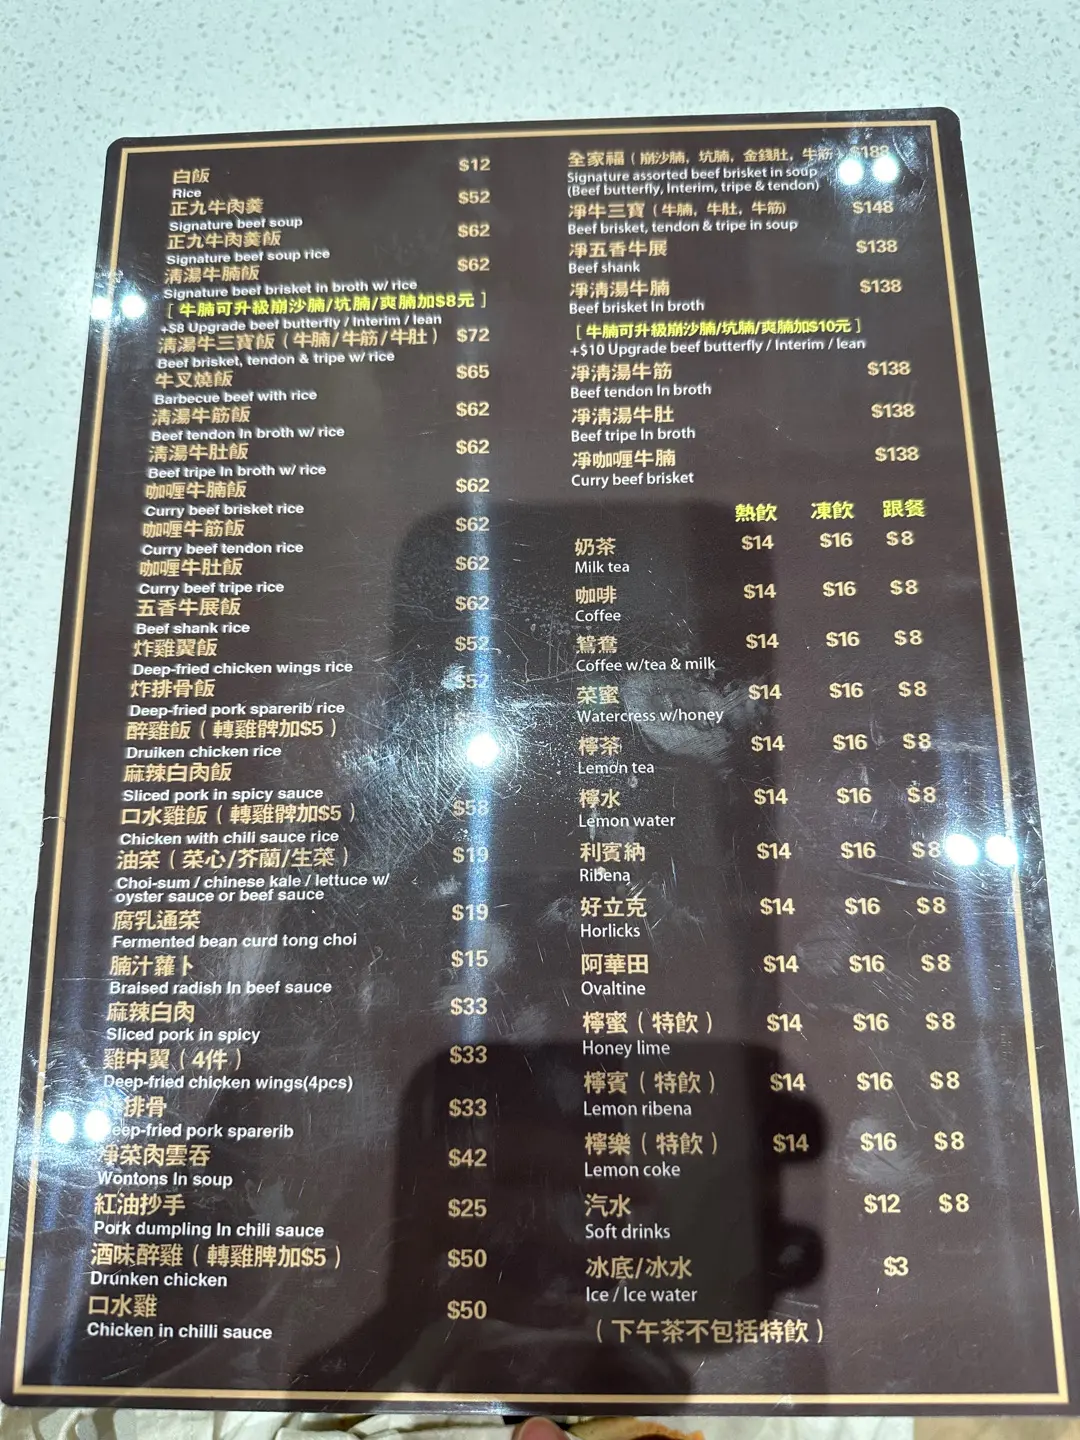 白飯 $12
Rice
正九牛肉羹 $52
Signature beef soup
正九牛肉羹飯 $62
Signature beef soup rice
清湯牛腩飯 $62
Signature beef brisket in broth w/ rice
[ 牛腩可升級崩沙腩/坑腩/爽腩加$8元 ]
+$8 Upgrade beef butterfly / Interim / lean
清湯牛三寶飯 ( 牛腩/牛筋/牛肚 ) $72
Beef brisket, tendon & tripe w/ rice
牛叉燒飯 $65
Barbecue beef with rice
清湯牛筋飯 $62
Beef tendon In broth w/ rice
清湯牛肚飯 $62
Beef tripe In broth w/ rice
咖喱牛腩飯 $62
Curry beef brisket rice
咖喱牛筋飯 $62
Curry beef tendon rice
咖喱牛肚飯 $62
Curry beef tripe rice
五香牛展飯 $62
Beef shank rice
炸雞翼飯 $52
Deep-fried chicken wings rice
炸排骨飯 $52
Deep-fried pork sparerib rice
醉雞飯 ( 轉雞髀加$5 )
Druiken chicken rice
麻辣白肉飯
Sliced pork in spicy sauce
口水雞飯 ( 轉雞髀加$5 ) $58
Chicken with chili sauce rice
油菜 ( 菜心/芥蘭/生菜 ) $19
Choi-sum / chinese kale / lettuce w/
oyster sauce or beef sauce
腐乳通菜 $19
Fermented bean curd tong choi
腩汁蘿卜 $15
Braised radish In beef sauce
麻辣白肉 $33
Sliced pork in spicy
雞中翼 ( 4件 ) $33
Deep-fried chicken wings(4pcs)
排骨 $33
eep-fried pork sparerib
淨菜肉雲吞 $42
Wontons In soup
紅油抄手 $25
Pork dumpling In chili sauce
酒味醉雞 ( 轉雞脾加$5 ) $50
Drunken chicken
口水雞 $50
Chicken in chilli sauce
全家福 ( 崩沙腩, 坑腩, 金錢肚, 牛筋 ) $188
Signature assorted beef brisket in soup
(Beef butterfly, Interim, tripe & tendon)
凈牛三寶 ( 牛腩, 牛肚, 牛筋) $148
Beef brisket, tendon & tripe in soup
凈五香牛展 $138
Beef shank
凈清湯牛腩 $138
Beef brisket In broth
[ 牛腩可升級崩沙腩/坑腩/爽腩加$10元 ]
+$10 Upgrade beef butterfly / Interim / lean
凈清湯牛筋 $138
Beef tendon In broth
凈清湯牛肚 $138
Beef tripe In broth
凈咖喱牛腩 $138
Curry beef brisket
熱飲 凍飲 跟餐
奶茶 $14 $16 $8
Milk tea
咖啡 $14 $16 $8
Coffee
鴛鴦 $14 $16 $8
Coffee w/tea & milk
菜蜜 $14 $16 $8
Watercress w/honey
檸茶 $14 $16 $8
Lemon tea
檸水 $14 $16 $8
Lemon water
利賓納 $14 $16 $8
Ribena
好立克 $14 $16 $8
Horlicks
阿華田 $14 $16 $8
Ovaltine
檸蜜 ( 特飲 ) $14 $16 $8
Honey lime
檸賓 ( 特飲 ) $14 $16 $8
Lemon ribena
檸樂 ( 特飲 ) $14 $16 $8
Lemon coke
汽水 $12 $8
Soft drinks
冰底/冰水 $3
Ice / Ice water
( 下午茶不包括特飲 )